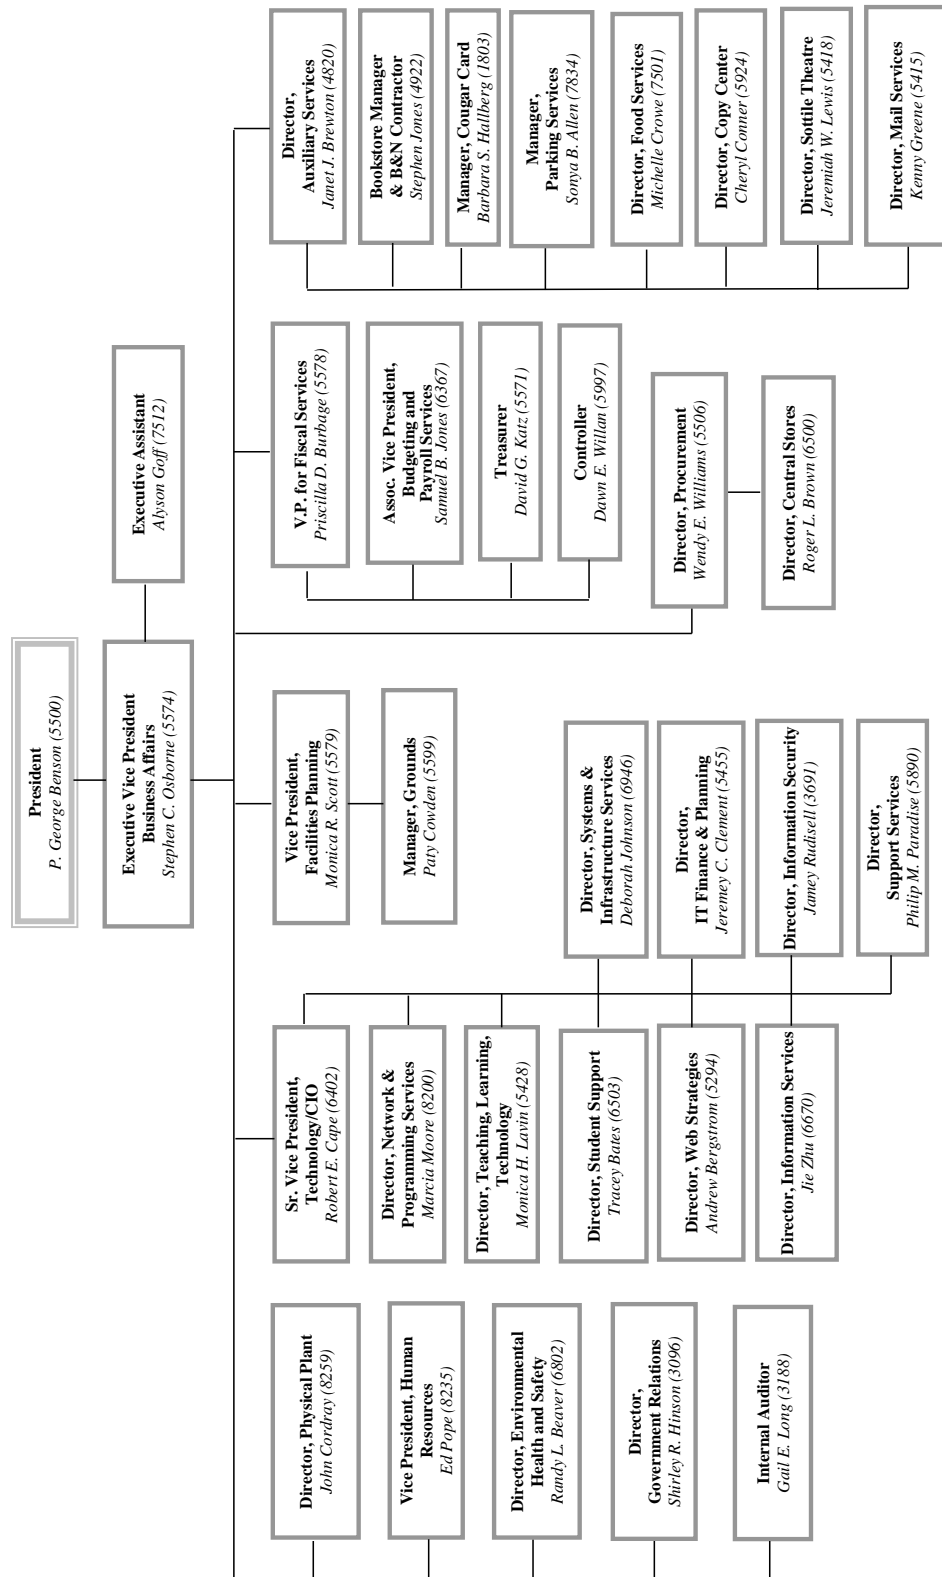 President
P. George Benson (5500)
Executive Vice President
Business Affairs
Stephen C. Osborne (5574)
Executive Assistant
Alyson Goff (7512)
Director, Physical Plant
John Cordray (8259)
Vice President, Human
Resources
Ed Pope (8235)
Director, Environmental
Health and Safety
Randy L. Beaver (6802)
Director,
Government Relations
Shirley R. Hinson (3096)
Internal Auditor
Gail E. Long (3188)
Sr. Vice President,
Technology/CIO
Robert E. Cape (6402)
Director, Network &
Programming Services
Marcia Moore (8200)
Director, Teaching, Learning,
Technology
Monica H. Lavin (5428)
Director, Student Support
Tracey Bates (6503)
Director, Web Strategies
Andrew Bergstrom (5294)
Director, Information Services
Jie Zhu (6670)
Director, Systems &
Infrastructure Services
Deborah Johnson (6946)
Director,
IT Finance & Planning
Jeremey C. Clement (5455)
Director, Information Security
Jamey Rudisell (3691)
Director,
Support Services
Philip M. Paradise (5890)
Vice President,
Facilities Planning
Monica R. Scott (5579)
Manager, Grounds
Paty Cowden (5599)
V.P. for Fiscal Services
Priscilla D. Burbage (5578)
Assoc. Vice President,
Budgeting and
Payroll Services
Samuel B. Jones (6367)
Treasurer
David G. Katz (5571)
Controller
Dawn E. Willan (5997)
Director, Procurement
Wendy E. Williams (5506)
Director, Central Stores
Roger L. Brown (6500)
Director,
Auxiliary Services
Janet J. Brewton (4820)
Bookstore Manager
& B&N Contractor
Stephen Jones (4922)
Manager, Cougar Card
Barbara S. Hallberg (1803)
Manager,
Parking Services
Sonya B. Allen (7834)
Director, Food Services
Michelle Crowe (7501)
Director, Copy Center
Cheryl Conner (5924)
Director, Sottile Theatre
Jeremiah W. Lewis (5418)
Director, Mail Services
Kenny Greene (5415)